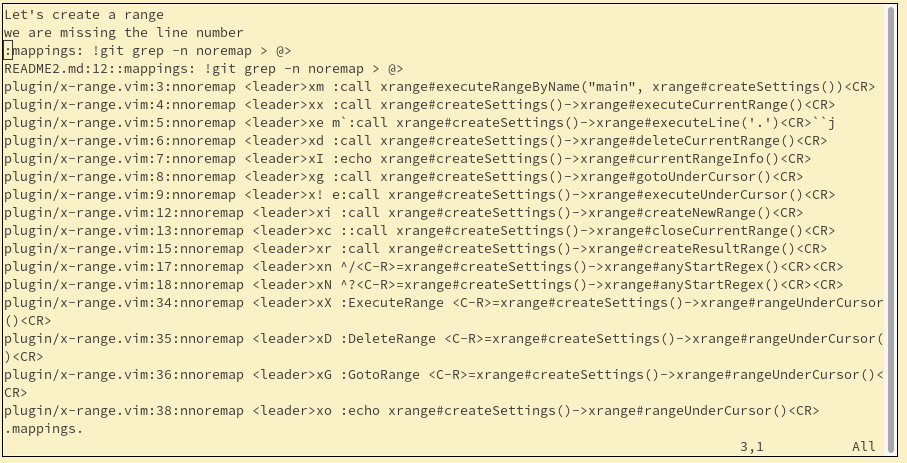 Let's create a range
we are missing the line number
:mappings: !git grep -n noremap > @>
README2.md:12::mappings: !git grep -n noremap > @>
plugin/x-range.vim:3:nnoremap <leader>xm :call xrange#executeRangeByName("main", xrange#createSettings())<CR>
plugin/x-range.vim:4:nnoremap <leader>xx :call xrange#createSettings()->xrange#executeCurrentRange()<CR>
plugin/x-range.vim:5:nnoremap <leader>xe m`:call xrange#createSettings()->xrange#executeLine('.')<CR>``j
plugin/x-range.vim:6:nnoremap <leader>xd :call xrange#createSettings()->xrange#deleteCurrentRange()<CR>
plugin/x-range.vim:7:nnoremap <leader>xI :echo xrange#createSettings()->xrange#currentRangeInfo()<CR>
plugin/x-range.vim:8:nnoremap <leader>xg :call xrange#createSettings()->xrange#gotoUnderCursor()<CR>
plugin/x-range.vim:9:nnoremap <leader>x! e:call xrange#createSettings()->xrange#executeUnderCursor()<CR>
plugin/x-range.vim:12:nnoremap <leader>xi :call xrange#createSettings()->xrange#createNewRange()<CR>
plugin/x-range.vim:13:nnoremap <leader>xc ::call xrange#createSettings()->xrange#closeCurrentRange()<CR>
plugin/x-range.vim:15:nnoremap <leader>xr :call xrange#createSettings()->xrange#createResultRange()<CR>
plugin/x-range.vim:17:nnoremap <leader>xn ^/<C-R>=xrange#createSettings()->xrange#anyStartRegex()<CR><CR>
plugin/x-range.vim:18:nnoremap <leader>xN ^?<C-R>=xrange#createSettings()->xrange#anyStartRegex()<CR><CR>
plugin/x-range.vim:34:nnoremap <leader>xX :ExecuteRange <C-R>=xrange#createSettings()->xrange#rangeUnderCursor
()<CR>
plugin/x-range.vim:35:nnoremap <leader>xD :DeleteRange <C-R>=xrange#createSettings()->xrange#rangeUnderCursor(
)<CR>
plugin/x-range.vim:36:nnoremap <leader>xG :GotoRange <C-R>=xrange#createSettings()->xrange#rangeUnderCursor()<
CR>
plugin/x-range.vim:38:nnoremap <leader>xo :echo xrange#createSettings()->xrange#rangeUnderCursor()<CR>
.mappings.
3,1 All